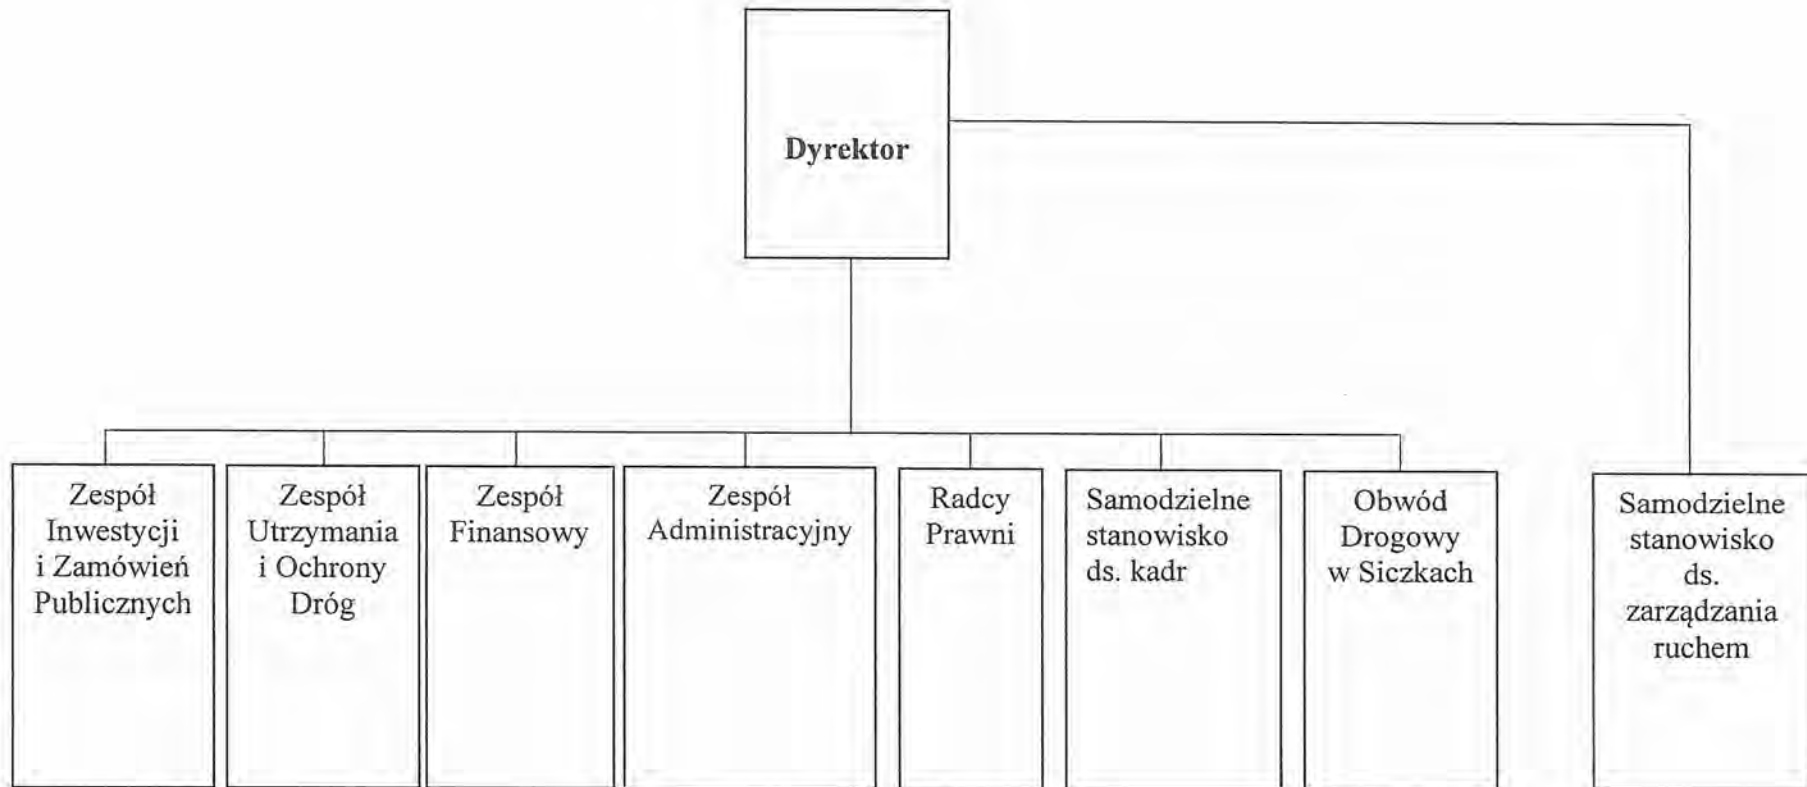 Dyrektor
Zespół
Inwestycji
i Zamówień
Publicznych
Zespół
Utrzymania
i Ochrony
Dróg
Zespół
Finansowy
Zespół
Administracyjny
Radcy
Prawni
Samodzielne
stanowisko
ds. kadr
Obwód
Drogowy
w Siczkach
Samodzielne
stanowisko
ds.
zarządzania
ruchem